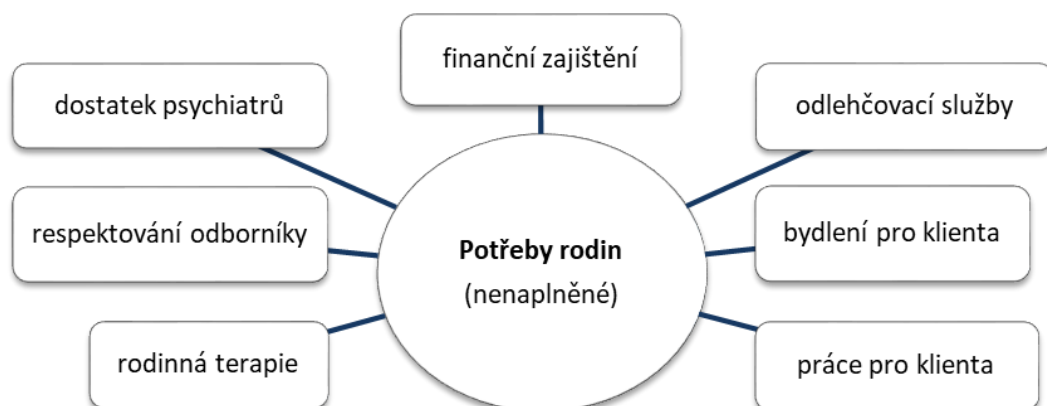 finanční zajištění
dostatek psychiatrů
odlehčovací služby
respektování odborníky
bydlení pro klienta
Potřeby rodin
(nenaplněné)
rodinná terapie
práce pro klienta